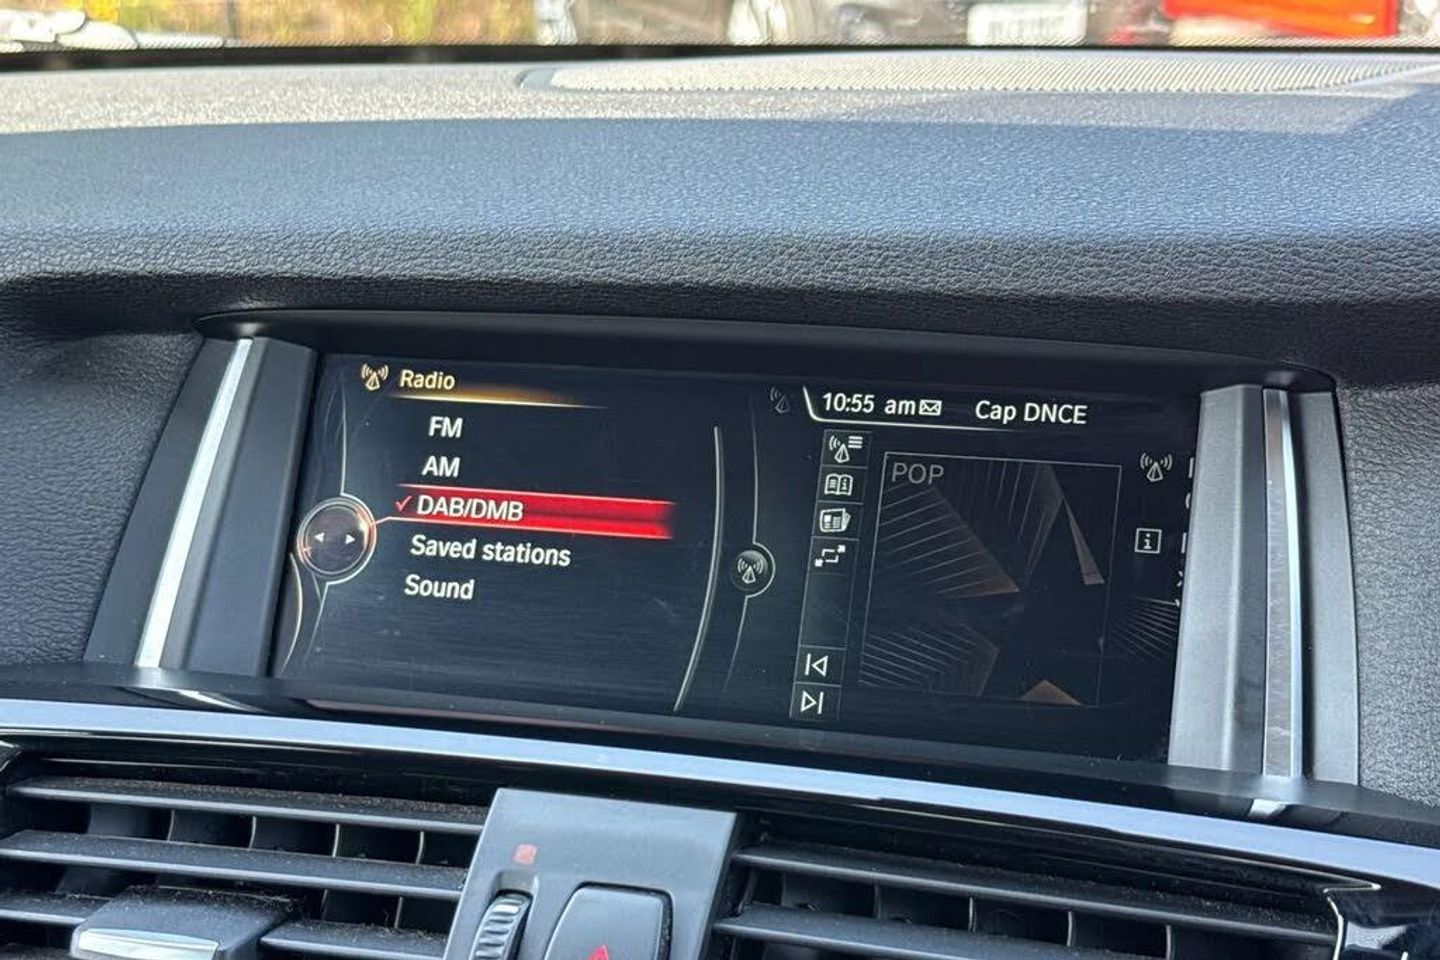 Radio
FM
AM
DAB/DMB
Saved stations
Sound
10:55 am
Cap DNCE
POP